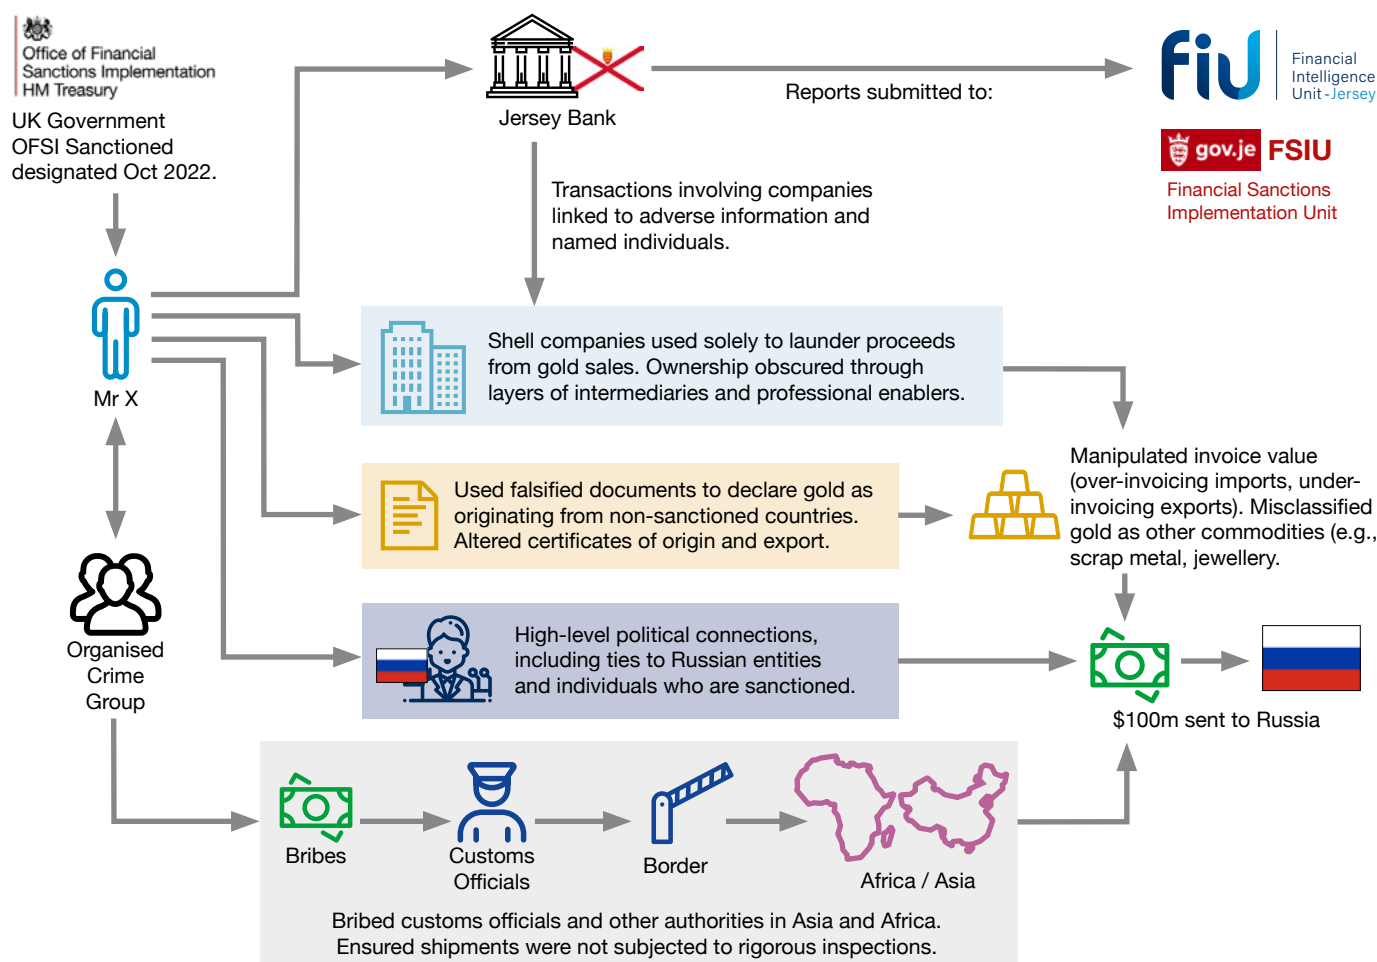 Office of Financial
Sanctions Implementation
HM Treasury
UK Government
OFSI Sanctioned
designated Oct 2022.
Jersey Bank
Reports submitted to:
fiu
Financial
Intelligence
Unit-Jersey
gov.je FSIU
Financial Sanctions
Implementation Unit
Transactions involving companies
linked to adverse information and
named individuals.
Mr X
Shell companies used solely to launder proceeds
from gold sales. Ownership obscured through
layers of intermediaries and professional enablers.
Used falsified documents to declare gold as
originating from non-sanctioned countries.
Altered certificates of origin and export.
Manipulated invoice value
(over-invoicing imports, under-
invoicing exports). Misclassified
gold as other commodities (e.g.,
scrap metal, jewellery.
Organised
Crime
Group
High-level political connections,
including ties to Russian entities
and individuals who are sanctioned.
$100m sent to Russia
Bribes
Customs
Officials
Border
Africa / Asia
Bribed customs officials and other authorities in Asia and Africa.
Ensured shipments were not subjected to rigorous inspections.